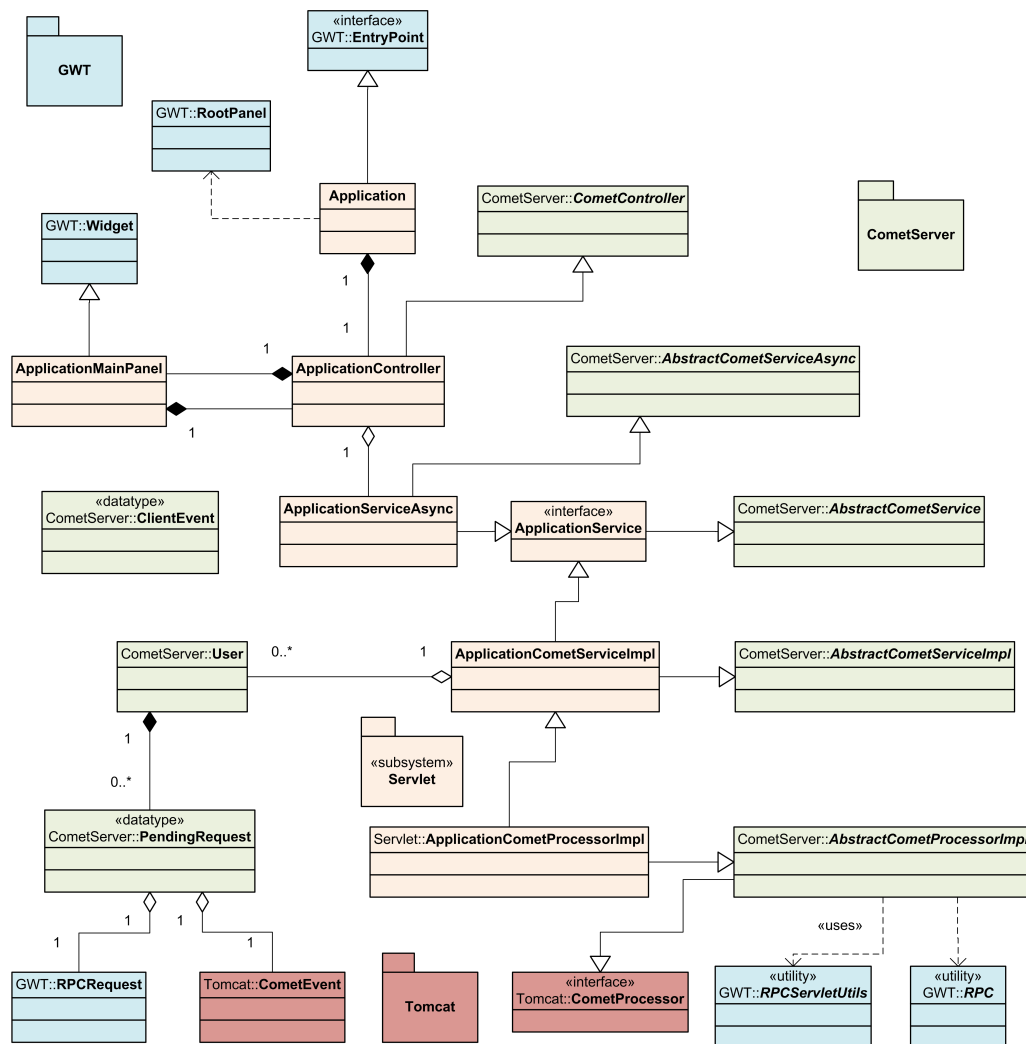 «interface»
GWT::EntryPoint
GWT
GWT::RootPanel
Application
CometServer::CometController
GWT::Widget
CometServer
1
1
1
ApplicationMainPanel
ApplicationController
CometServer::AbstractCometServiceAsync
1
1
«datatype»
CometServer::ClientEvent
ApplicationServiceAsync
«interface»
ApplicationService
CometServer::AbstractCometService
CometServer::User
0..*
1
ApplicationCometServiceImpl
CometServer::AbstractCometServiceImpl
1
0..*
«subsystem»
Servlet
«datatype»
CometServer::PendingRequest
Servlet::ApplicationCometProcessorImpl
CometServer::AbstractCometProcessorImpl
1
1
1
1
«uses»
GWT::RPCRequest
Tomcat::CometEvent
Tomcat
«interface»
Tomcat::CometProcessor
«utility»
GWT::RPCServletUtils
«utility»
GWT::RPC